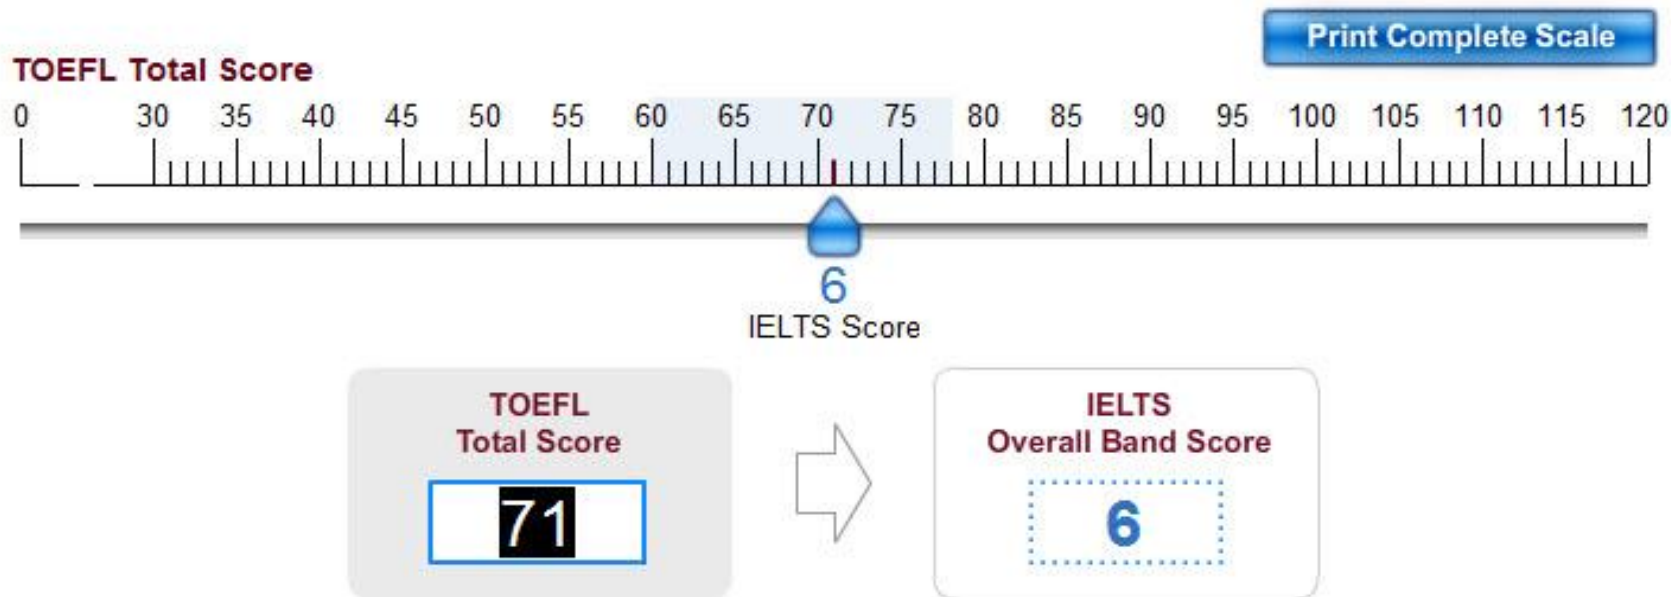 Print Complete Scale
TOEFL Total Score
0 30 35 40 45 50 55 60 65 70 75 80 85 90 95 100 105 110 115 120
6
IELTS Score
TOEFL
Total Score
71
IELTS
Overall Band Score
6